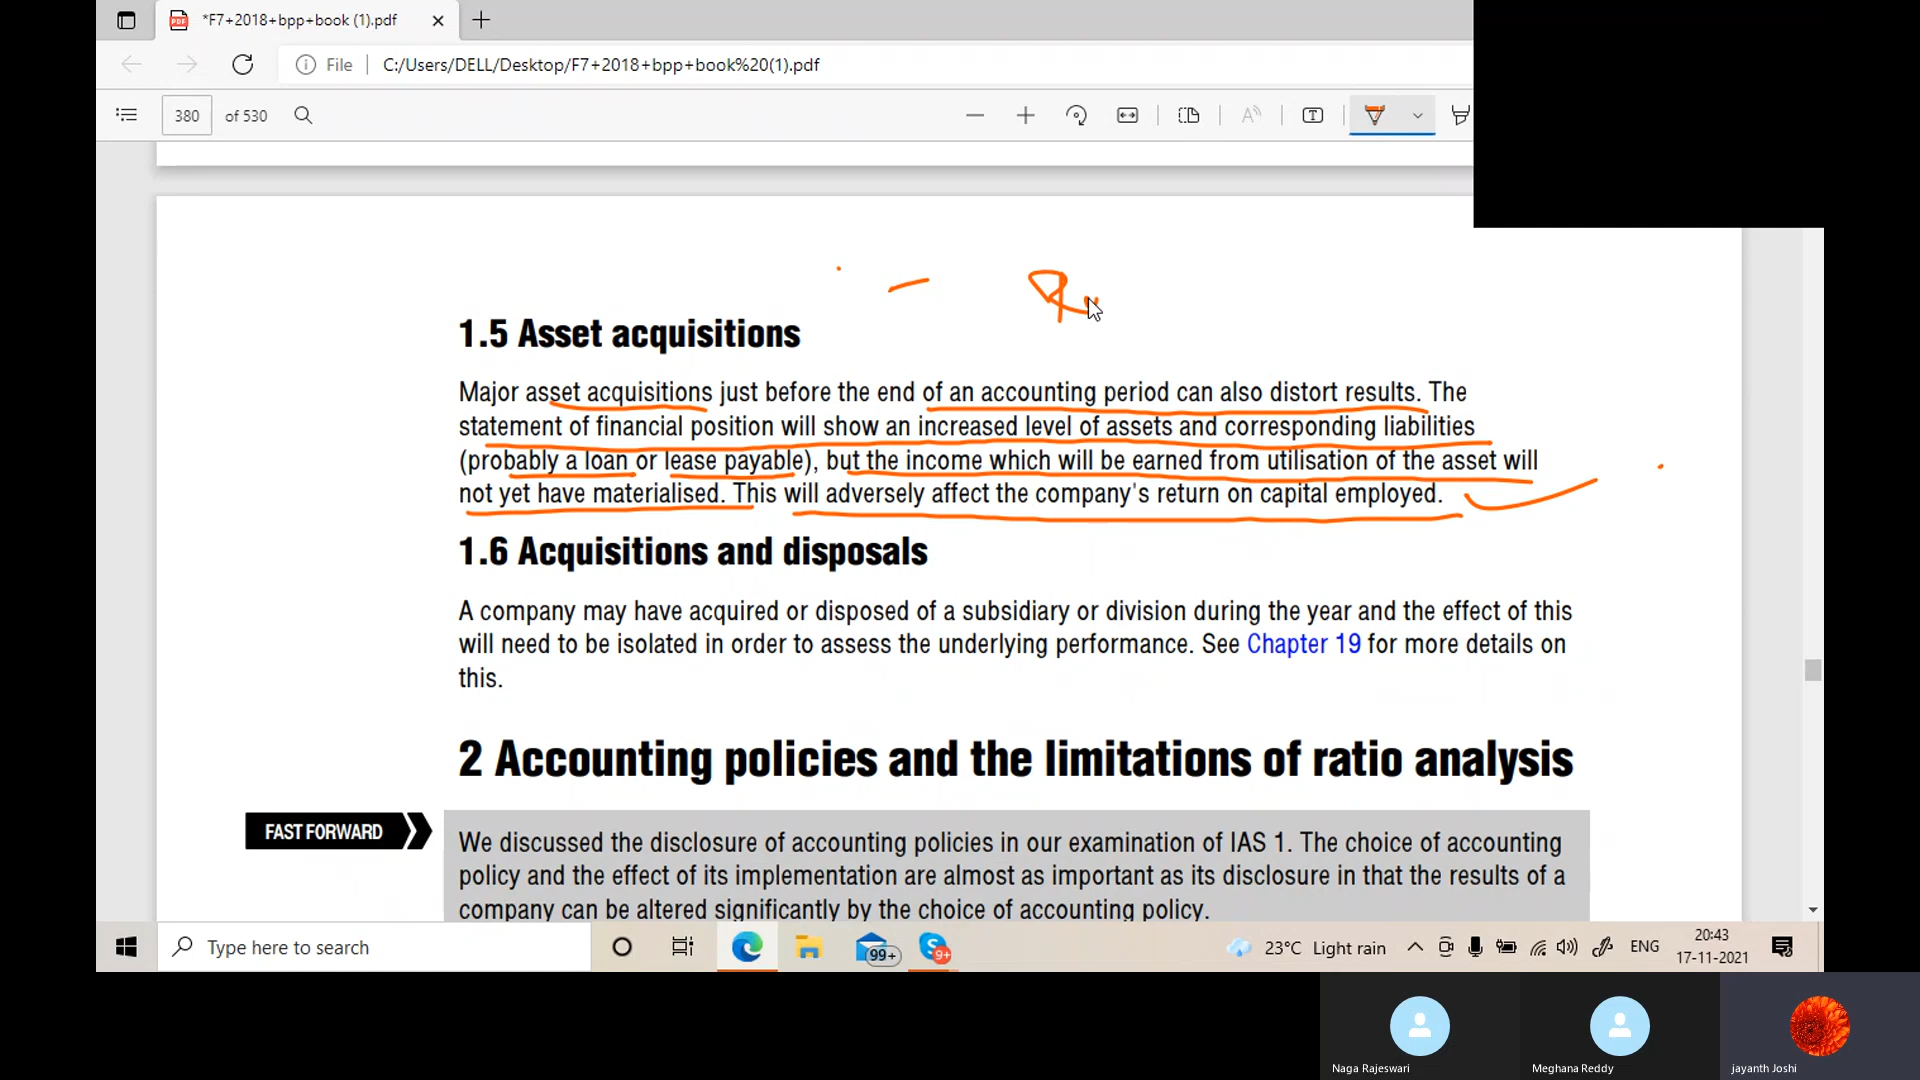 *F7+2018+bpp+book (1).pdf
File
C:/Users/DELL/Desktop/F7+2018+bpp+book%20(1).pdf
380 of 530
1.5 Asset acquisitions
Major asset acquisitions just before the end of an accounting period can also distort results. The
statement of financial position will show an increased level of assets and corresponding liabilities
(probably a loan or lease payable), but the income which will be earned from utilisation of the asset will
not yet have materialised. This will adversely affect the company's return on capital employed.
1.6 Acquisitions and disposals
A company may have acquired or disposed of a subsidiary or division during the year and the effect of this
will need to be isolated in order to assess the underlying performance. See Chapter 19 for more details on
this.
2 Accounting policies and the limitations of ratio analysis
FAST FORWARD
We discussed the disclosure of accounting policies in our examination of IAS 1. The choice of accounting
policy and the effect of its implementation are almost as important as its disclosure in that the results of a
company can be altered significantly by the choice of accounting policy.
Type here to search
99+
9+
23°C Light rain
ENG
20:43
17-11-2021
Naga Rajeswari
Meghana Reddy
jayanth Joshi